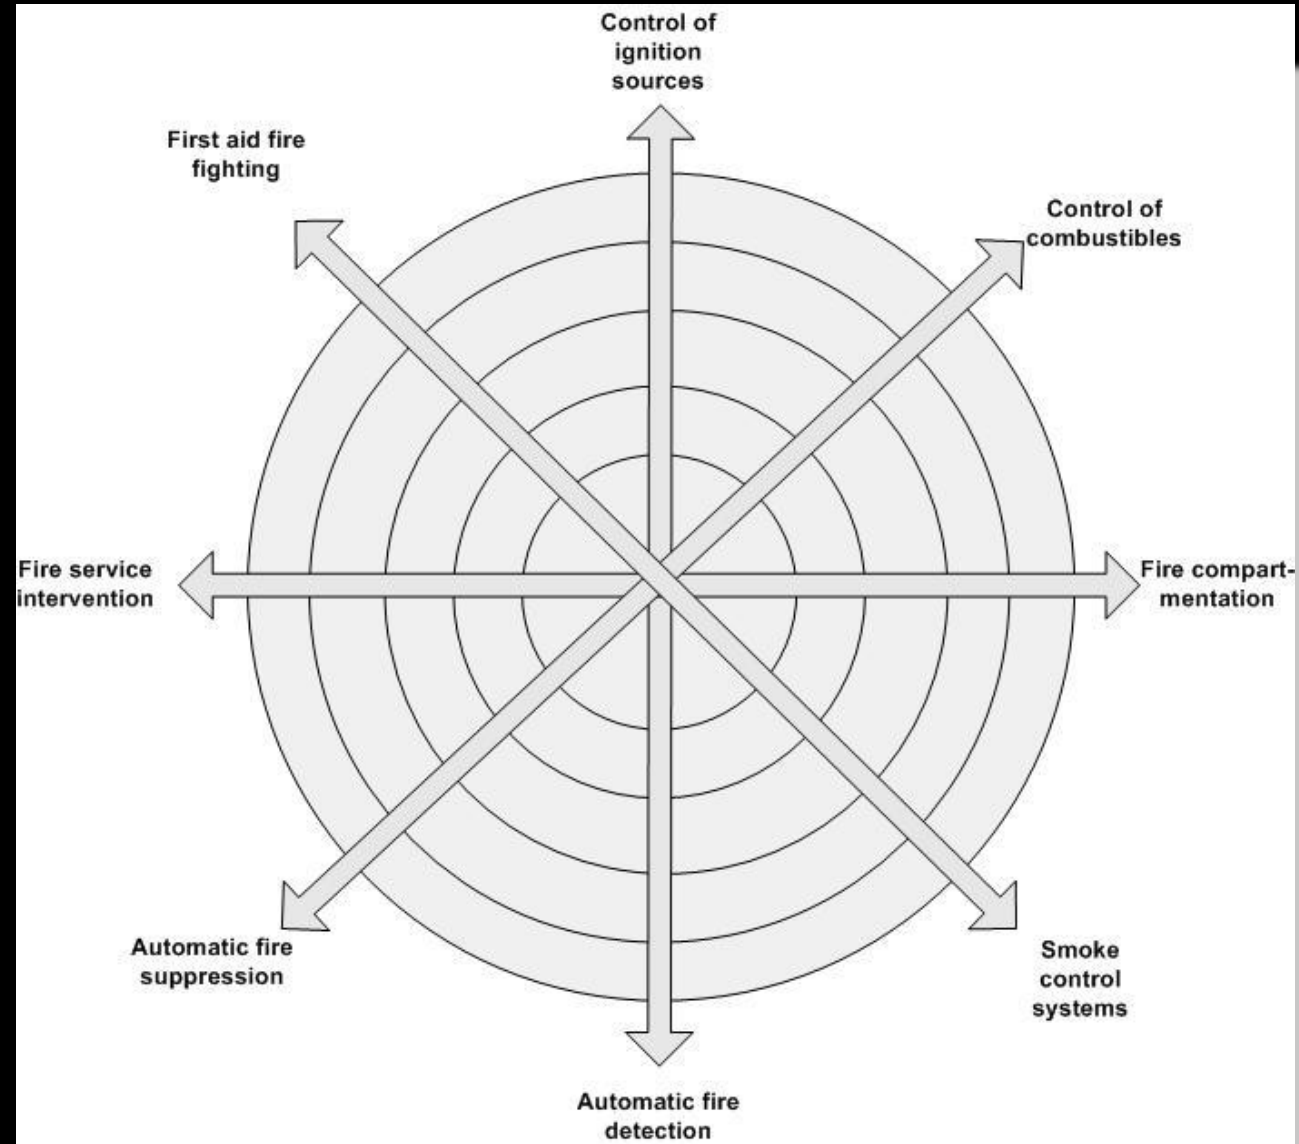 Control of
ignition
sources
First aid fire
fighting
Control of
combustibles
Fire service
intervention
Fire compart-
mentation
Automatic fire
suppression
Smoke
control
systems
Automatic fire
detection